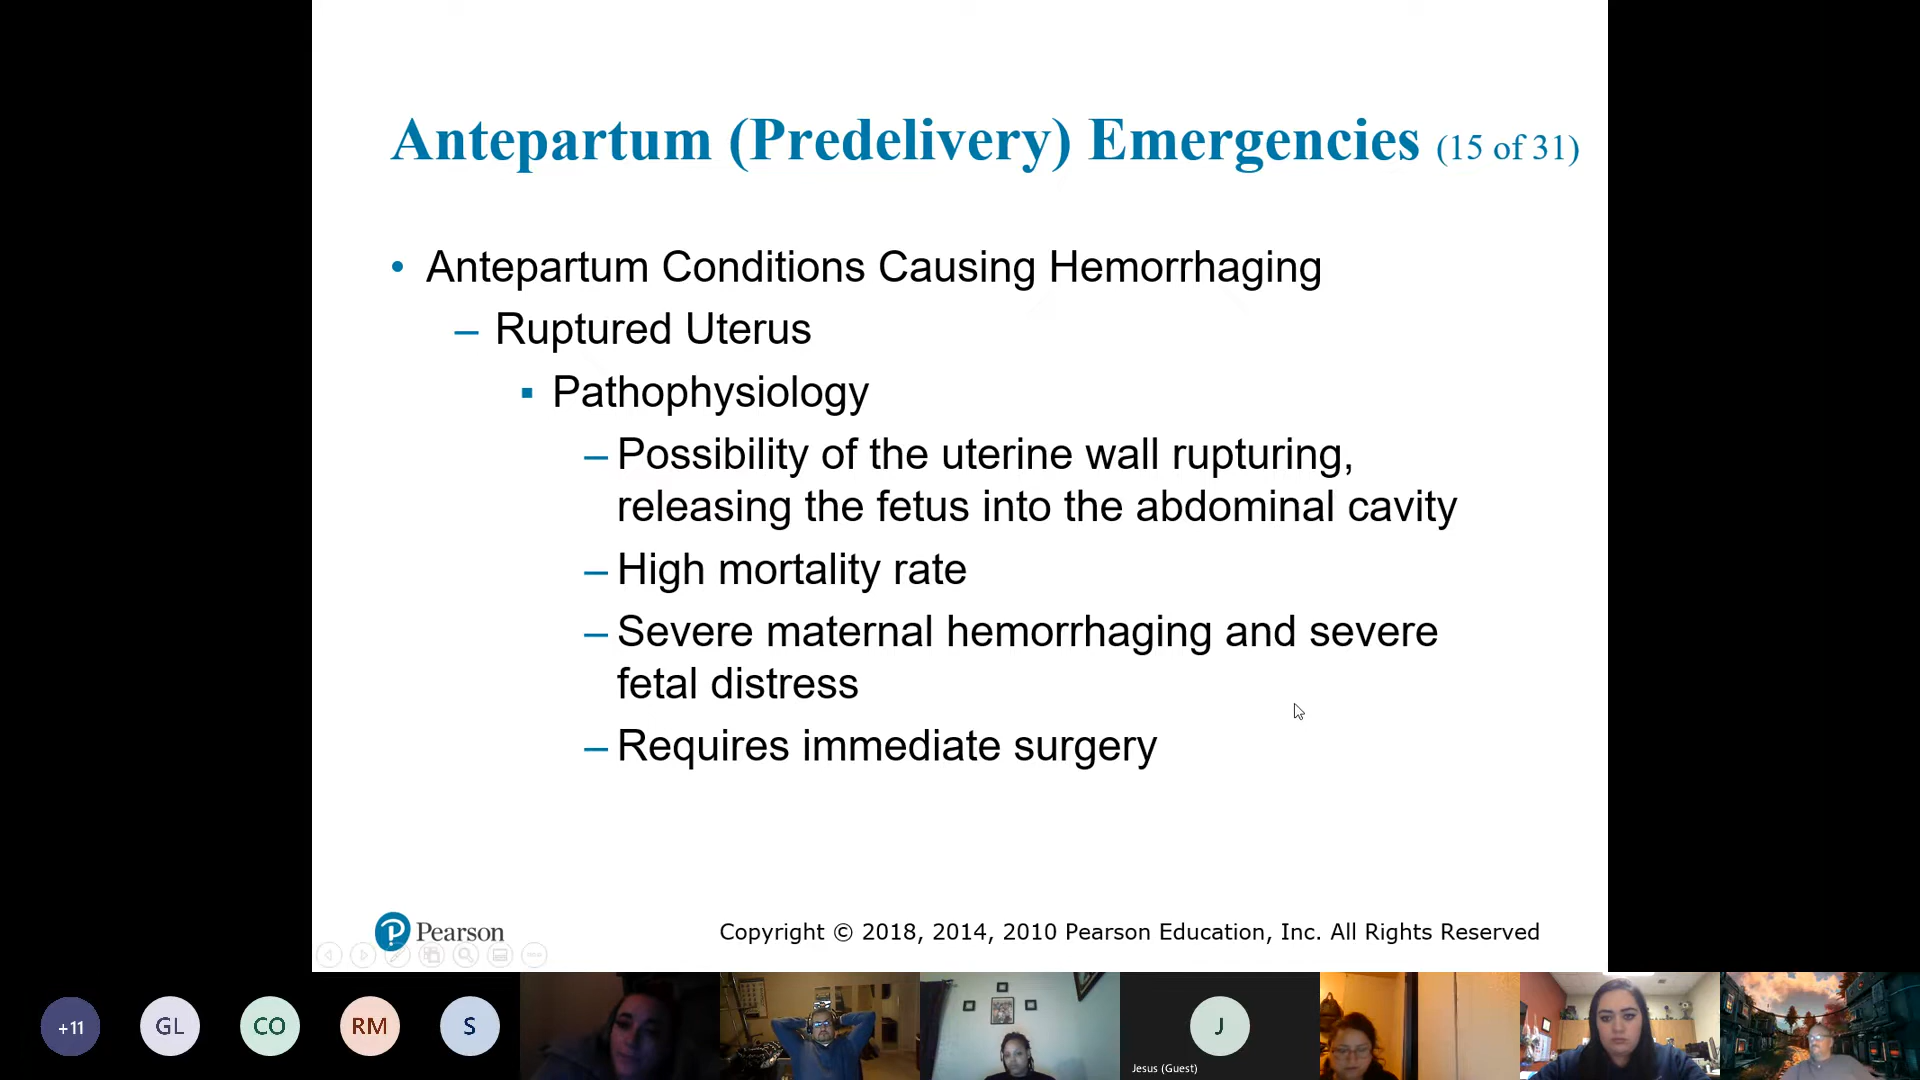 Antepartum (Predelivery) Emergencies (15 of 31)
• Antepartum Conditions Causing Hemorrhaging
– Ruptured Uterus
▪ Pathophysiology
– Possibility of the uterine wall rupturing,
releasing the fetus into the abdominal cavity
– High mortality rate
– Severe maternal hemorrhaging and severe
fetal distress
– Requires immediate surgery
Pearson
Copyright © 2018, 2014, 2010 Pearson Education, Inc. All Rights Reserved
+11
GL
CO
RM
S
J
Jesus (Guest)